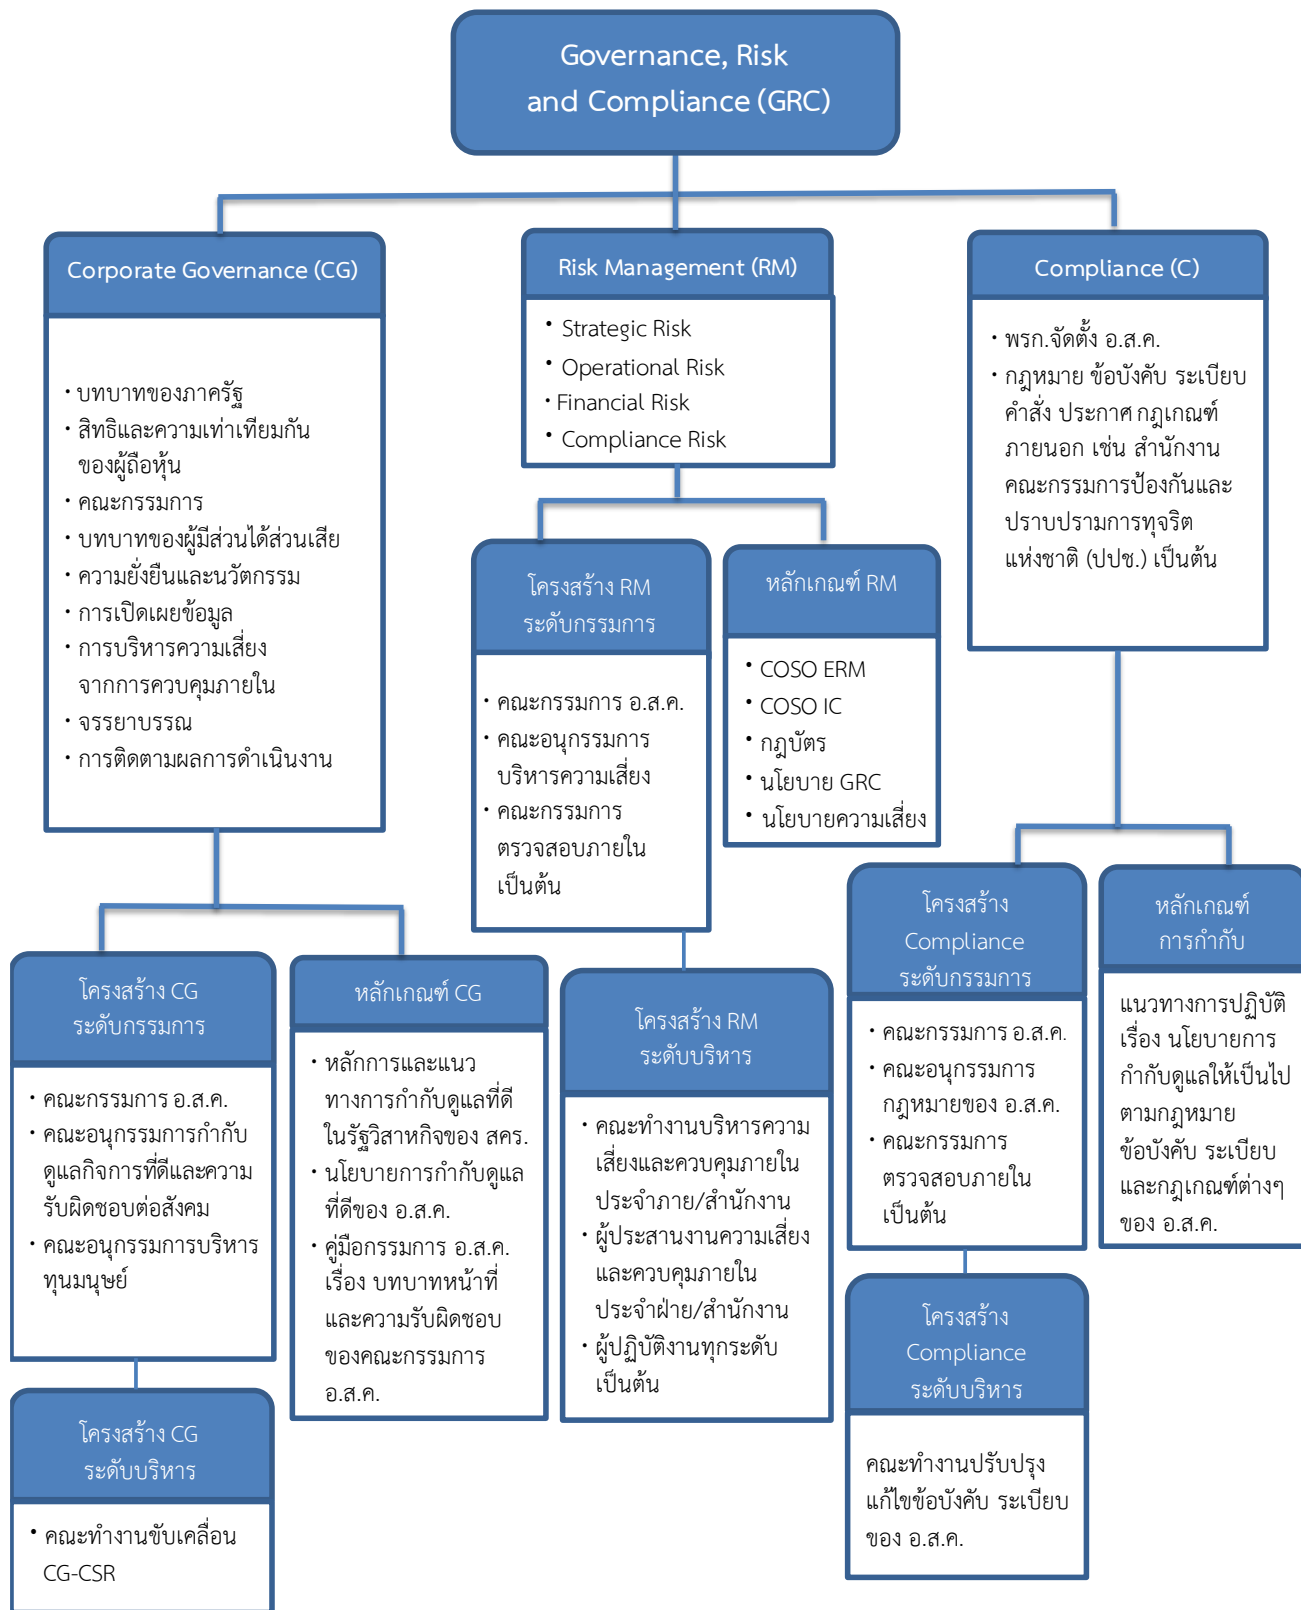 Governance, Risk
and Compliance (GRC)
Corporate Governance (CG)
• บทบาทของภาครัฐ
• สิทธิและความเท่าเทียมกัน
ของผู้ถือหุ้น
• คณะกรรมการ
• บทบาทของผู้มีส่วนได้ส่วนเสีย
• ความยั่งยืนและนวัตกรรม
• การเปิดเผยข้อมูล
• การบริหารความเสี่ยง
จากการควบคุมภายใน
• จรรยาบรรณ
• การติดตามผลการดำเนินงาน
Risk Management (RM)
• Strategic Risk
• Operational Risk
• Financial Risk
• Compliance Risk
Compliance (C)
• พรก.จัดตั้ง อ.ส.ค.
• กฎหมาย ข้อบังคับ ระเบียบ
คำสั่ง ประกาศ กฎเกณฑ์
ภายนอก เช่น สำนักงาน
คณะกรรมการป้องกันและ
ปราบปรามการทุจริต
แห่งชาติ (ปปช.) เป็นต้น
โครงสร้าง RM
ระดับกรรมการ
• คณะกรรมการ อ.ส.ค.
• คณะอนุกรรมการ
บริหารความเสี่ยง
• คณะกรรมการ
ตรวจสอบภายใน
เป็นต้น
หลักเกณฑ์ RM
• COSO ERM
• COSO IC
• กฎบัตร
• นโยบาย GRC
• นโยบายความเสี่ยง
โครงสร้าง CG
ระดับกรรมการ
• คณะกรรมการ อ.ส.ค.
• คณะอนุกรรมการกำกับ
ดูแลกิจการที่ดีและความ
รับผิดชอบต่อสังคม
• คณะอนุกรรมการบริหาร
ทุนมนุษย์
หลักเกณฑ์ CG
• หลักการและแนว
ทางการกำกับดูแลที่ดี
ในรัฐวิสาหกิจของ สคร.
• นโยบายการกำกับดูแล
ที่ดีของ อ.ส.ค.
• คู่มือกรรมการ อ.ส.ค.
เรื่อง บทบาทหน้าที่
และความรับผิดชอบ
ของคณะกรรมการ
อ.ส.ค.
โครงสร้าง RM
ระดับบริหาร
• คณะทำงานบริหารความ
เสี่ยงและควบคุมภายใน
ประจำภาย/สำนักงาน
• ผู้ประสานงานความเสี่ยง
และควบคุมภายใน
ประจำฝ่าย/สำนักงาน
• ผู้ปฏิบัติงานทุกระดับ
เป็นต้น
โครงสร้าง
Compliance
ระดับกรรมการ
• คณะกรรมการ อ.ส.ค.
• คณะอนุกรรมการ
กฎหมายของ อ.ส.ค.
• คณะกรรมการ
ตรวจสอบภายใน
เป็นต้น
หลักเกณฑ์
การกำกับ
แนวทางการปฏิบัติ
เรื่อง นโยบายการ
กำกับดูแลให้เป็นไป
ตามกฎหมาย
ข้อบังคับ ระเบียบ
และกฎเกณฑ์ต่างๆ
ของ อ.ส.ค.
โครงสร้าง CG
ระดับบริหาร
• คณะทำงานขับเคลื่อน
CG-CSR
โครงสร้าง
Compliance
ระดับบริหาร
คณะทำงานปรับปรุง
แก้ไขข้อบังคับ ระเบียบ
ของ อ.ส.ค.